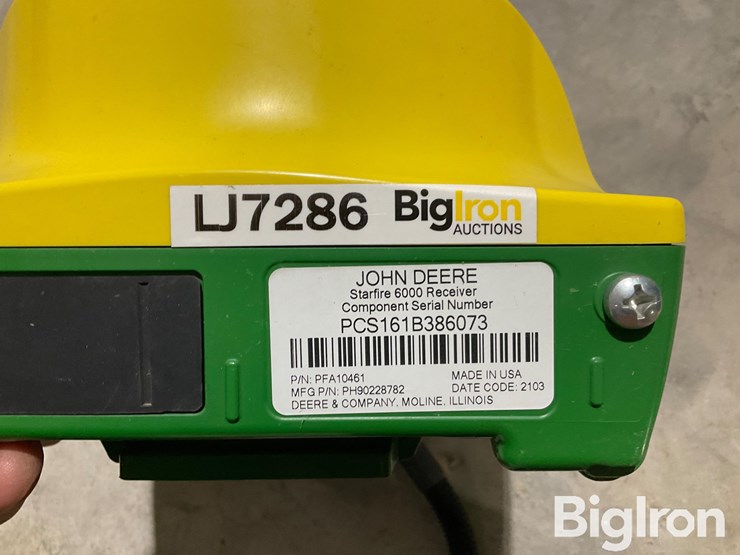 LJ7286 BigIron
AUCTIONS
JOHN DEERE
Starfire 6000 Receiver
Component Serial Number
PCS161B386073
P/N: PFA10461 MADE IN USA
MFG P/N: PH90228782 DATE CODE: 2103
DEERE & COMPANY, MOLINE, ILLINOIS
BigIron